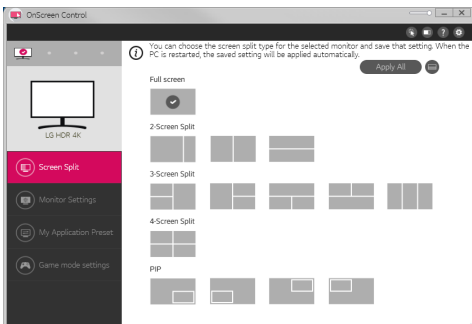 OnScreen Control
You can choose the screen split type for the selected monitor and save that setting. When the
PC is restarted, the saved setting will be applied automatically.
Apply All
Full screen
LG HDR 4K
2-Screen Split
Screen Split
3-Screen Split
Monitor Settings
My Application Preset
4-Screen Split
Game mode settings
PIP